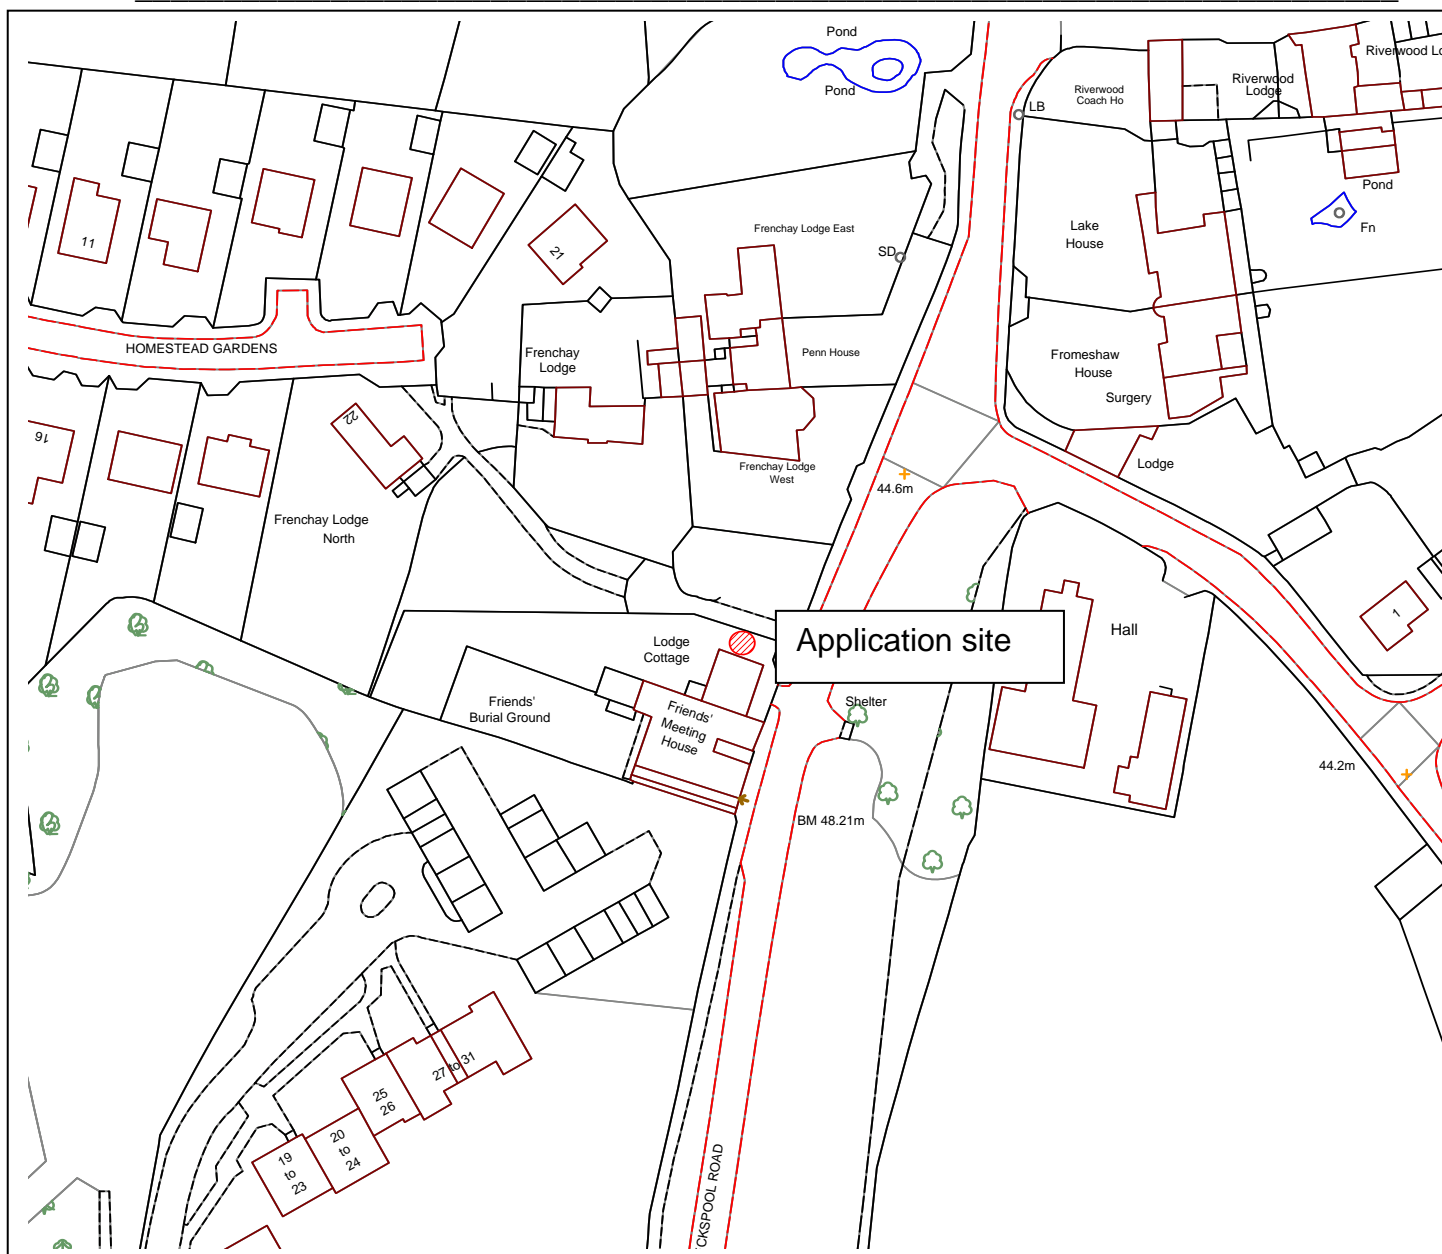 Pond
Pond
Riverwood Lo
Riverwood
Lodge
Riverwood
Coach Ho
LB
Pond
Fn
11
21
Frenchay Lodge East
SD
Lake
House
HOMESTEAD GARDENS
Frenchay
Lodge
Penn House
Fromeshaw
House
Surgery
16
22
Frenchay Lodge
West
Lodge
44.6m
Frenchay Lodge
North
1
Application site
Hall
Lodge
Cottage
Friends'
Burial Ground
Friends'
Meeting
House
Shelter
44.2m
BM 48.21m
27 to 31
25
26
20
to
24
19
to
23
CKSPOOL ROAD